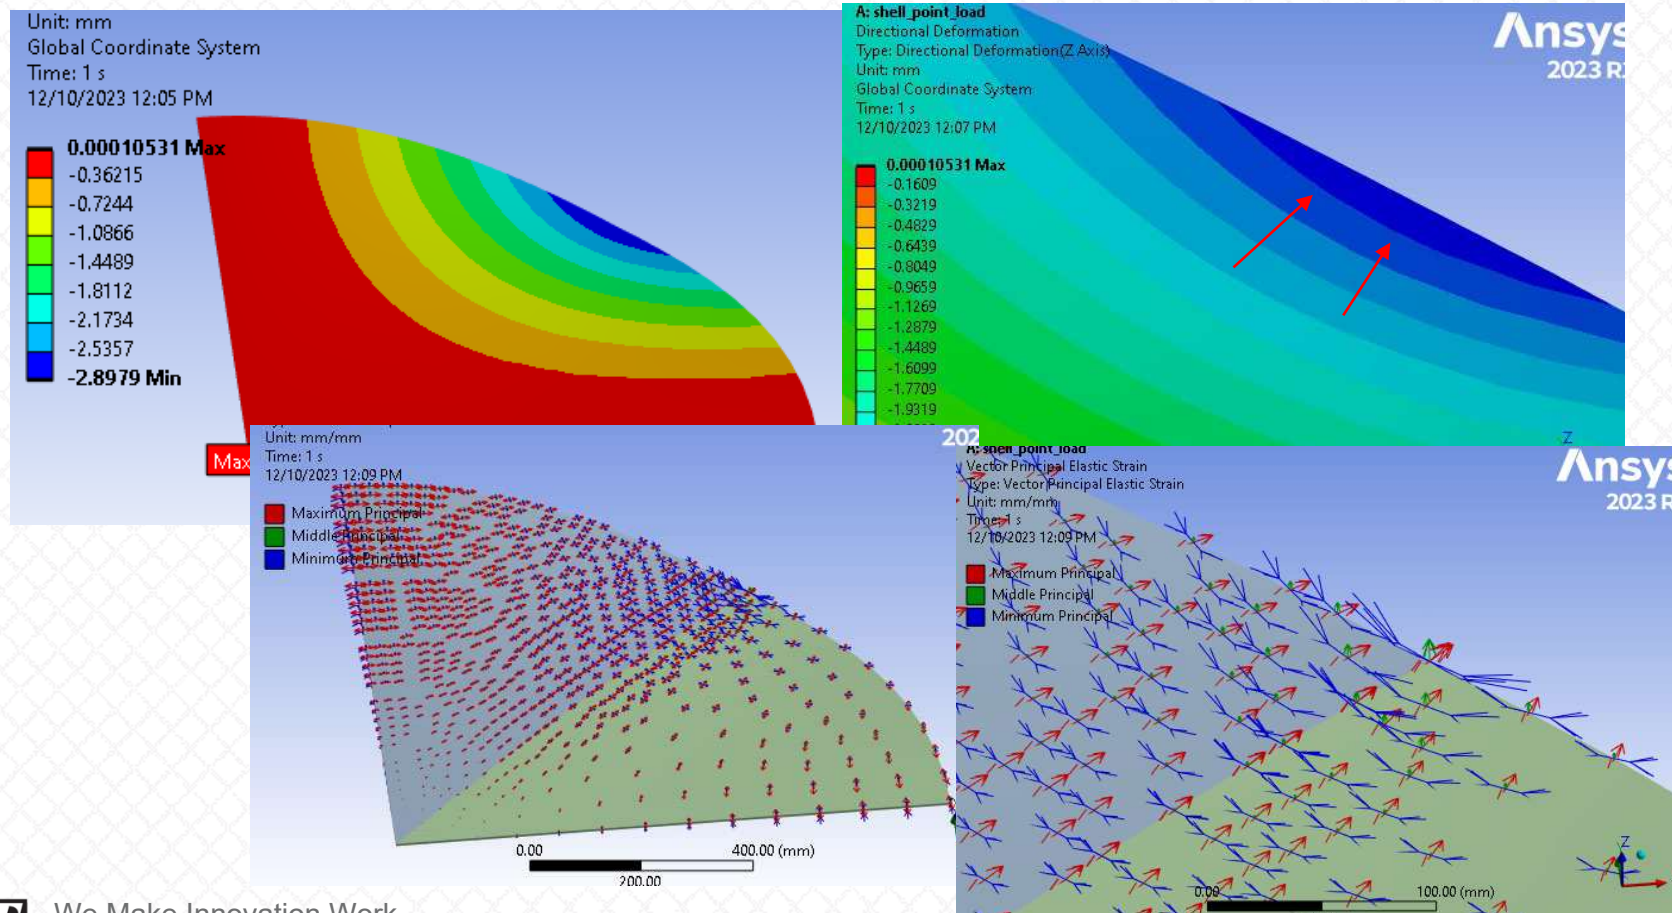 Unit: mm
Global Coordinate System
Time: 1 s
12/10/2023 12:05 PM
0.00010531 Max
-0.36215
-0.7244
-1.0866
-1.4489
-1.8112
-2.1734
-2.5357
-2.8979 Min
Max
A: shell_point_load
Directional Deformation
Type: Directional Deformation(Z Axis)
Unit: mm
Global Coordinate System
Time: 1 s
12/10/2023 12:07 PM
0.00010531 Max
-0.1609
-0.3219
-0.4829
-0.6439
-0.8049
-0.9659
-1.1269
-1.2879
-1.4489
-1.6099
-1.7709
-1.9319
Ansys
2023 R
Z
Unit: mm/mm
Time: 1 s
12/10/2023 12:09 PM
Maximum Principal
Middle Principal
Minimum Principal
0.00
400.00 (mm)
200.00
202
A: shell_point_load
Vector Principal Elastic Strain
Type: Vector Principal Elastic Strain
Unit: mm/mm
Time: 1 s
12/10/2023 12:09 PM
Maximum Principal
Middle Principal
Minimum Principal
Ansys
2023 R
0.00
100.00 (mm)
Z
We Make Innovation Work